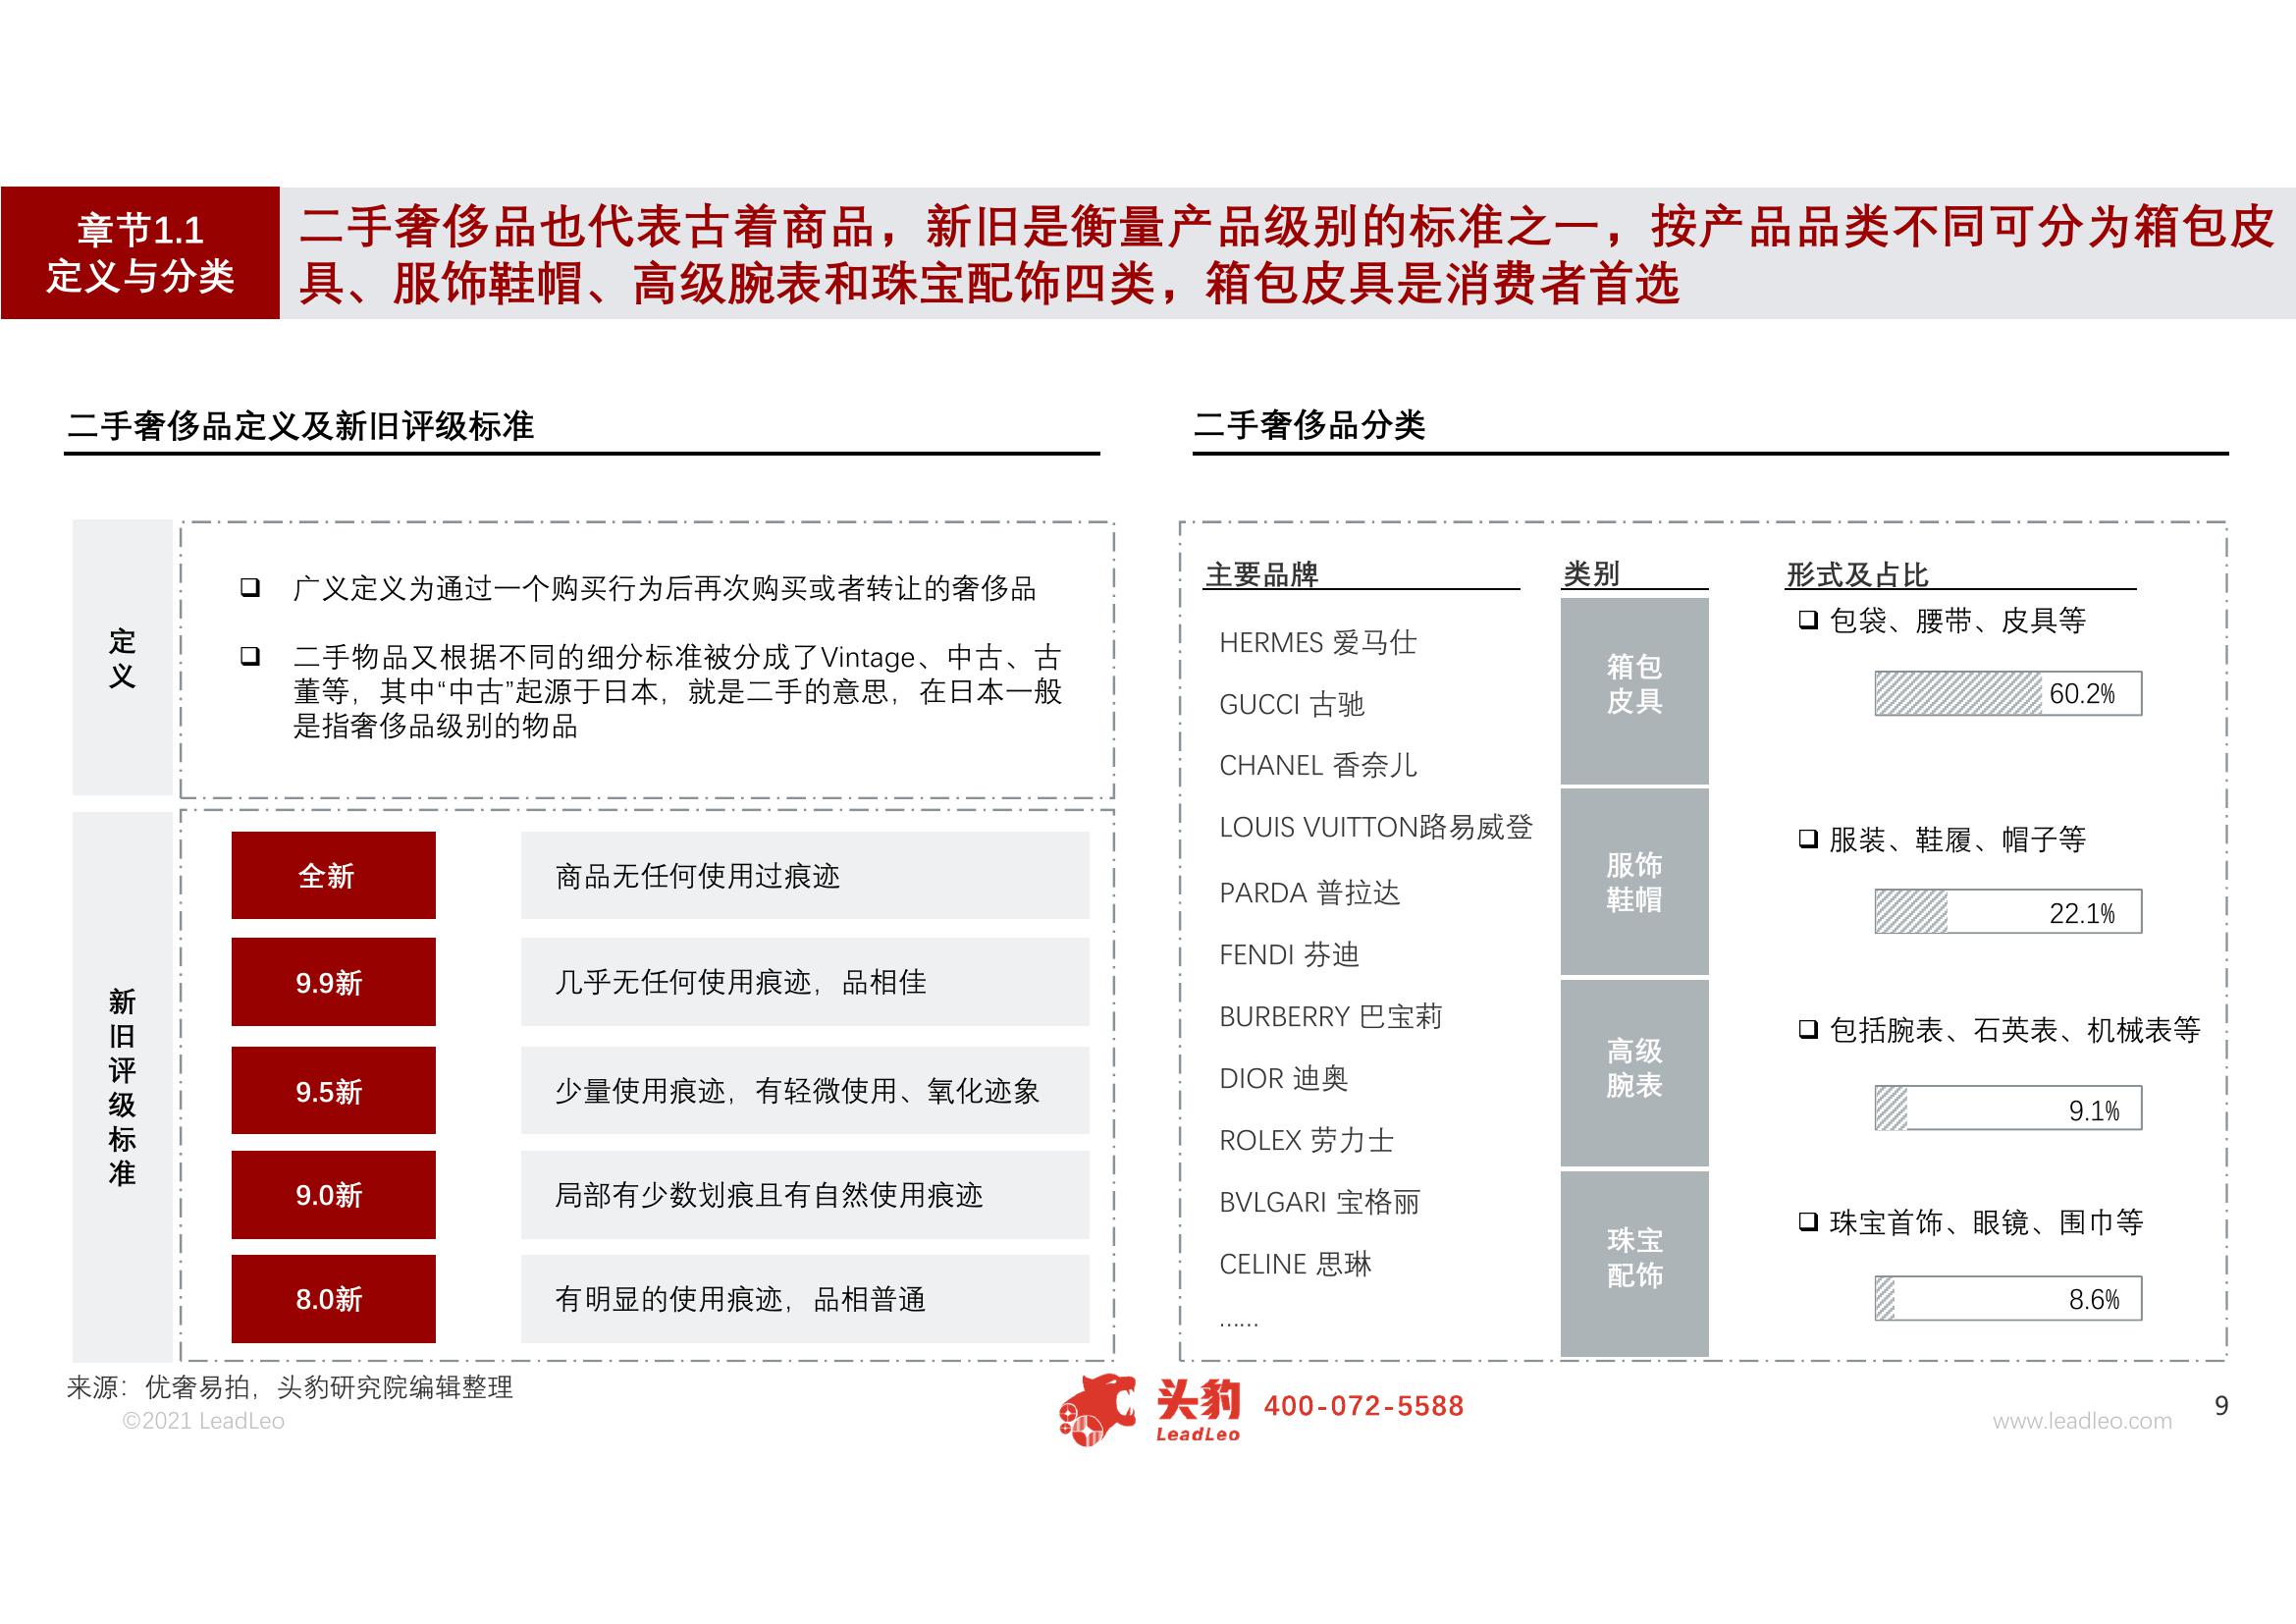 章节1.1
定义与分类
二手奢侈品也代表古着商品，新旧是衡量产品级别的标准之一，按产品品类不同可分为箱包皮
具、服饰鞋帽、高级腕表和珠宝配饰四类，箱包皮具是消费者首选
二手奢侈品定义及新旧评级标准
定
义
❑ 广义定义为通过一个购买行为后再次购买或者转让的奢侈品
❑ 二手物品又根据不同的细分标准被分成了Vintage、中古、古
董等，其中“中古”起源于日本，就是二手的意思，在日本一般
是指奢侈品级别的物品
新
旧
评
级
标
准
全新
商品无任何使用过痕迹
9.9新
几乎无任何使用痕迹，品相佳
9.5新
少量使用痕迹，有轻微使用、氧化迹象
9.0新
局部有少数划痕且有自然使用痕迹
8.0新
有明显的使用痕迹，品相普通
二手奢侈品分类
主要品牌
HERMES 爱马仕
GUCCI 古驰
CHANEL 香奈儿
LOUIS VUITTON路易威登
PARDA 普拉达
FENDI 芬迪
BURBERRY 巴宝莉
DIOR 迪奥
ROLEX 劳力士
BVLGARI 宝格丽
CELINE 思琳
……
类别
箱包
皮具
服饰
鞋帽
高级
腕表
珠宝
配饰
形式及占比
❑ 包袋、腰带、皮具等
60.2%
❑ 服装、鞋履、帽子等
22.1%
❑ 包括腕表、石英表、机械表等
9.1%
❑ 珠宝首饰、眼镜、围巾等
8.6%
来源：优奢易拍，头豹研究院编辑整理
©2021 LeadLeo
头豹
LeadLeo
400-072-5588
www.leadleo.com
9